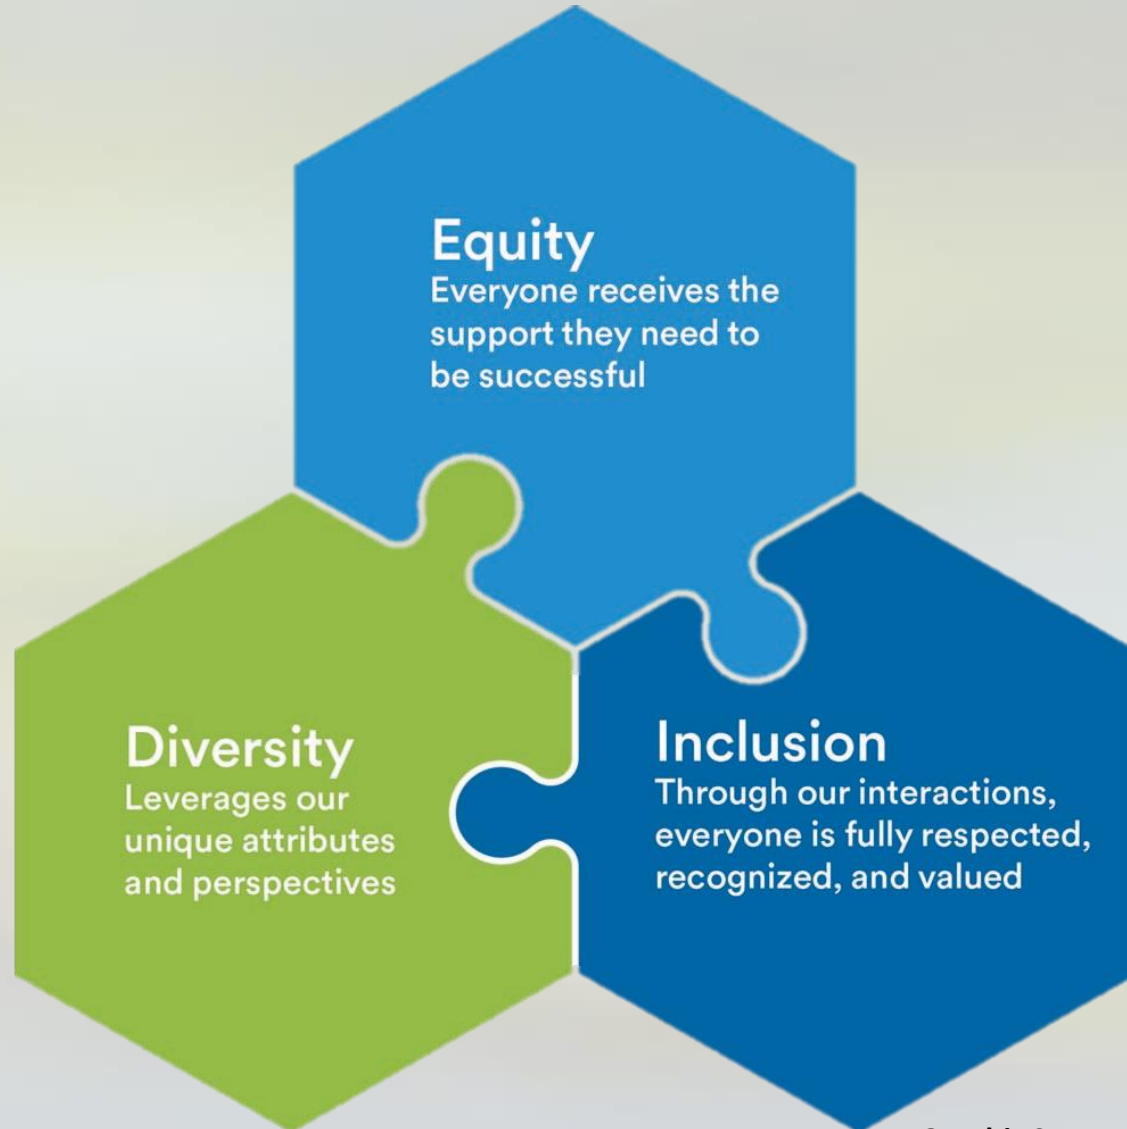 Equity
Everyone receives the
support they need to
be successful
Diversity
Leverages our
unique attributes
and perspectives
Inclusion
Through our interactions,
everyone is fully respected,
recognized, and valued